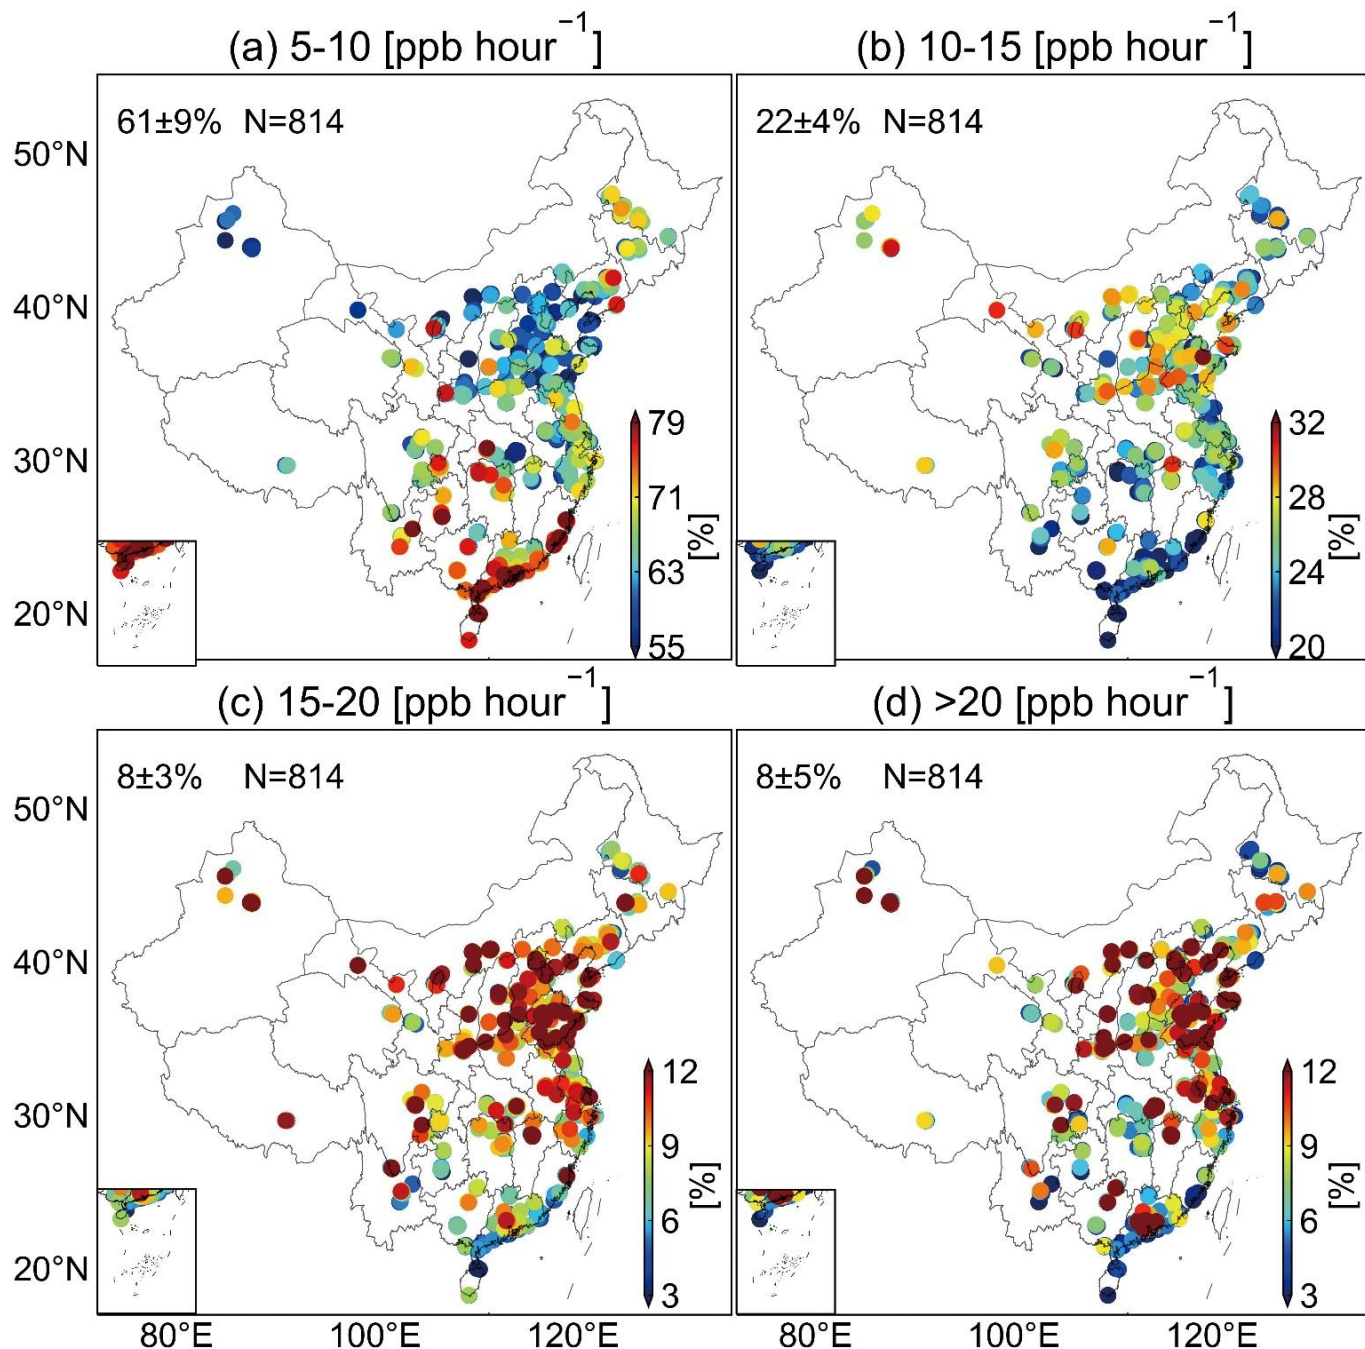 (a) 5-10 [ppb hour⁻¹]
61±9% N=814
50°N
40°N
30°N
20°N
79
71
63
55
[%]
(b) 10-15 [ppb hour⁻¹]
22±4% N=814
32
28
24
20
[%]
(c) 15-20 [ppb hour⁻¹]
8±3% N=814
50°N
40°N
30°N
20°N
12
9
6
3
[%]
80°E 100°E 120°E
(d) >20 [ppb hour⁻¹]
8±5% N=814
12
9
6
3
[%]
80°E 100°E 120°E